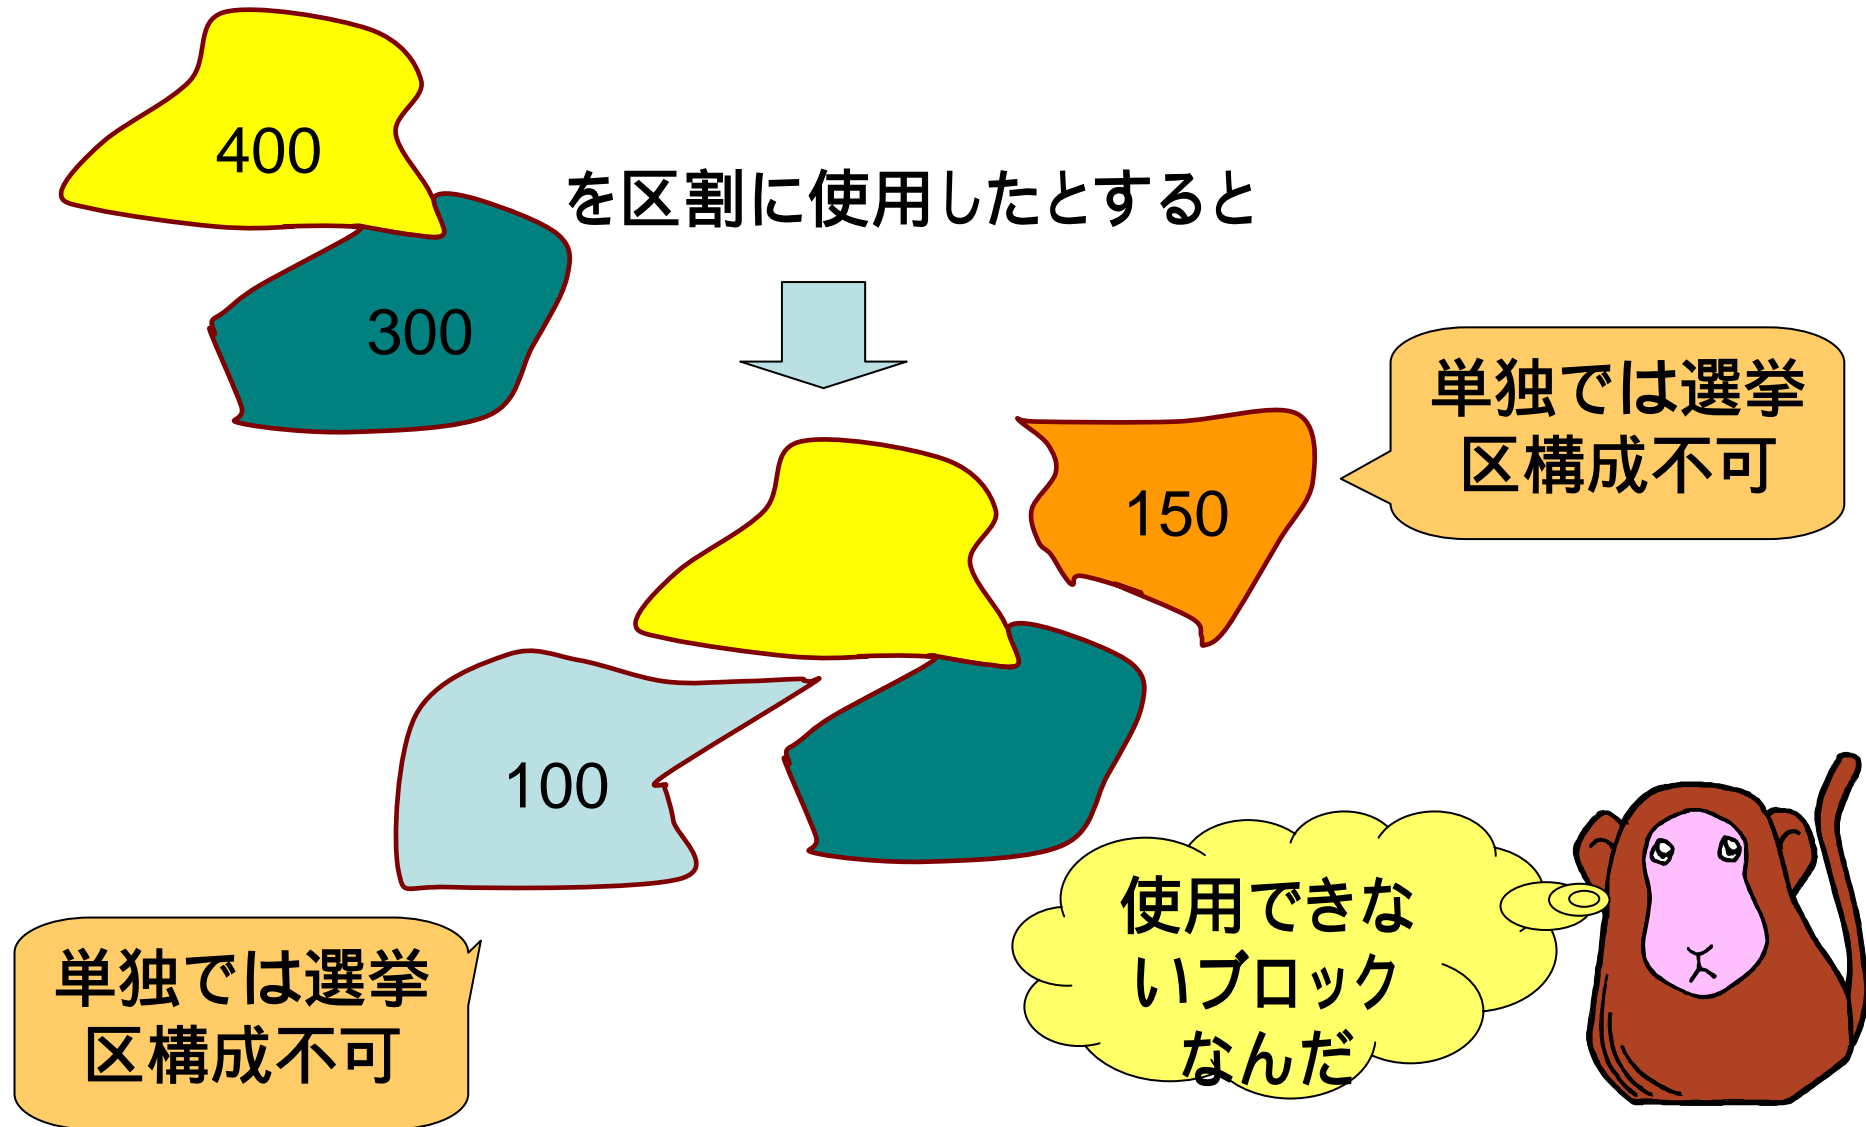 400
を区割に使用したとすると
300
単独では選挙
区構成不可
150
100
使用できな
いブロック
なんだ
単独では選挙
区構成不可